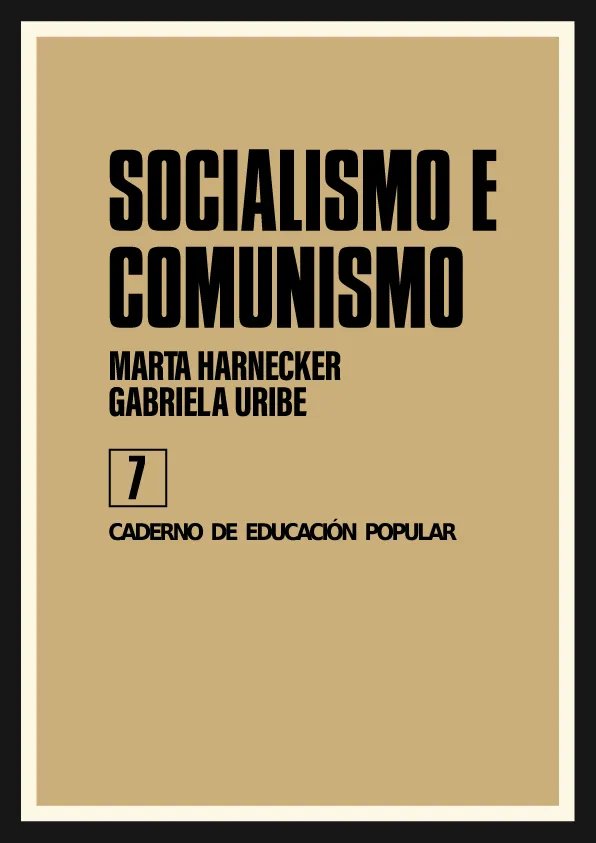 SOCIALISMO E
COMUNISMO
MARTA HARNECKER
GABRIELA URIBE
7
CADERNO DE EDUCACIÓN POPULAR